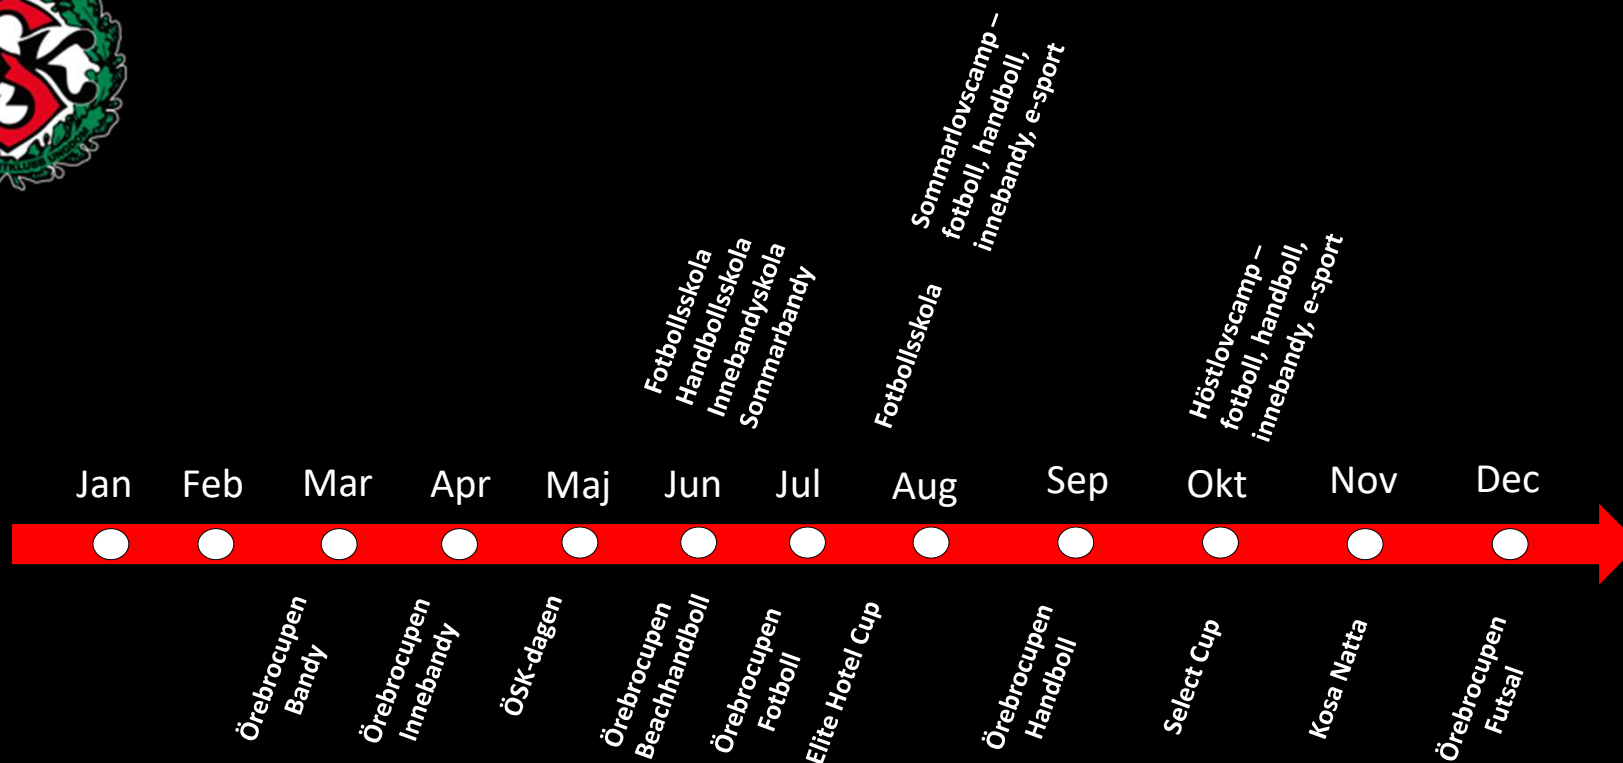 Sommarlovscamp –
fotboll, handboll,
innebandy, e-sport
Fotbollsskola
Handbollsskola
Innebandyskola
Sommarbandy
Fotbollsskola
Höstlovscamp –
fotboll, handboll,
innebandy, e-sport
Jan Feb Mar Apr Maj Jun Jul Aug Sep Okt Nov Dec
Örebrocupen
Bandy
Örebrocupen
Innebandy
ÖSK-dagen
Örebrocupen
Beachhandboll
Örebrocupen
Fotboll
Elite Hotel Cup
Örebrocupen
Handboll
Select Cup
Kosa Natta
Örebrocupen
Futsal